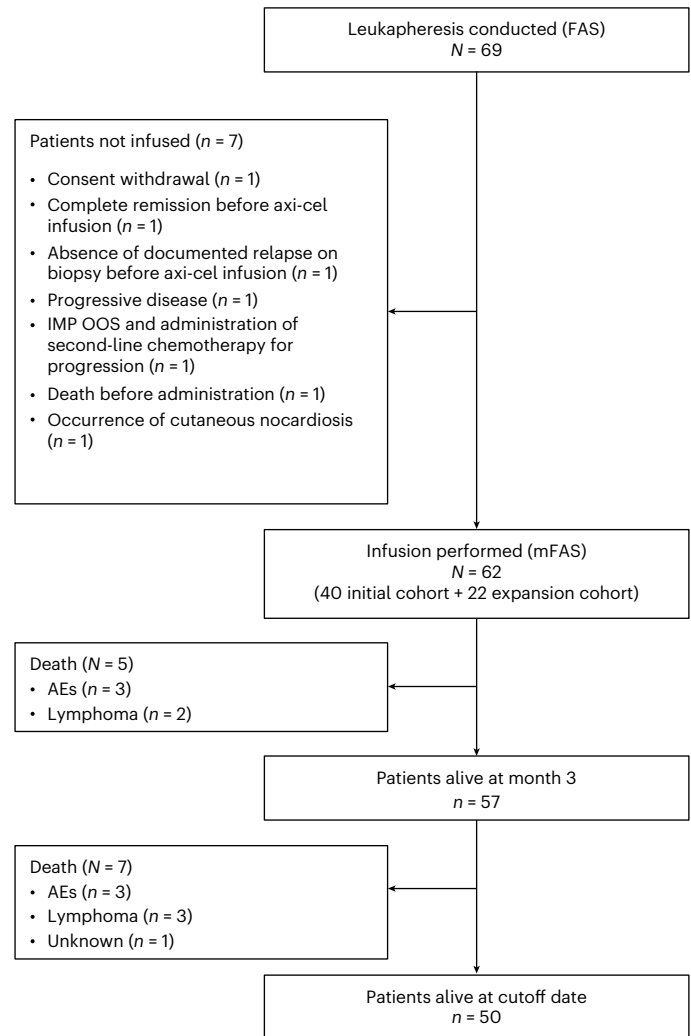 Leukapheresis conducted (FAS)
N = 69
Patients not infused (n = 7)
• Consent withdrawal (n = 1)
• Complete remission before axi-cel
infusion (n = 1)
• Absence of documented relapse on
biopsy before axi-cel infusion (n = 1)
• Progressive disease (n = 1)
• IMP OOS and administration of
second-line chemotherapy for
progression (n = 1)
• Death before administration (n = 1)
• Occurrence of cutaneous nocardiosis
(n = 1)
Infusion performed (mFAS)
N = 62
(40 initial cohort + 22 expansion cohort)
Death (N = 5)
• AEs (n = 3)
• Lymphoma (n = 2)
Patients alive at month 3
n = 57
Death (N = 7)
• AEs (n = 3)
• Lymphoma (n = 3)
• Unknown (n = 1)
Patients alive at cutoff date
n = 50